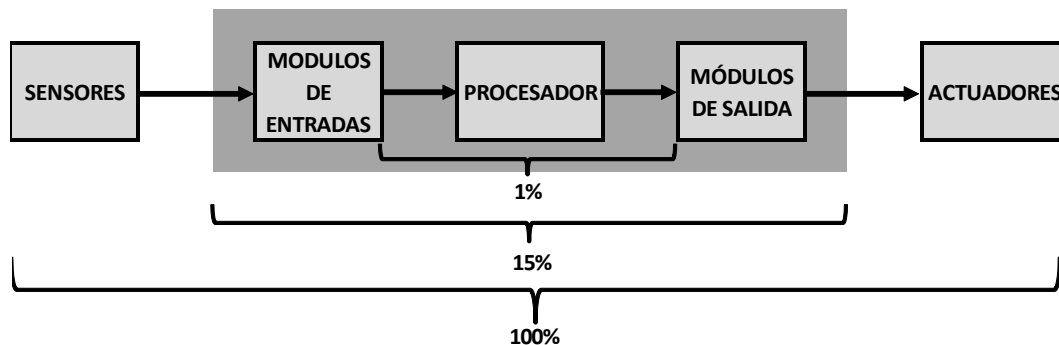 SENSORES
MODULOS
DE
ENTRADAS
PROCESADOR
MÓDULOS
DE SALIDA
ACTUADORES
1%
15%
100%